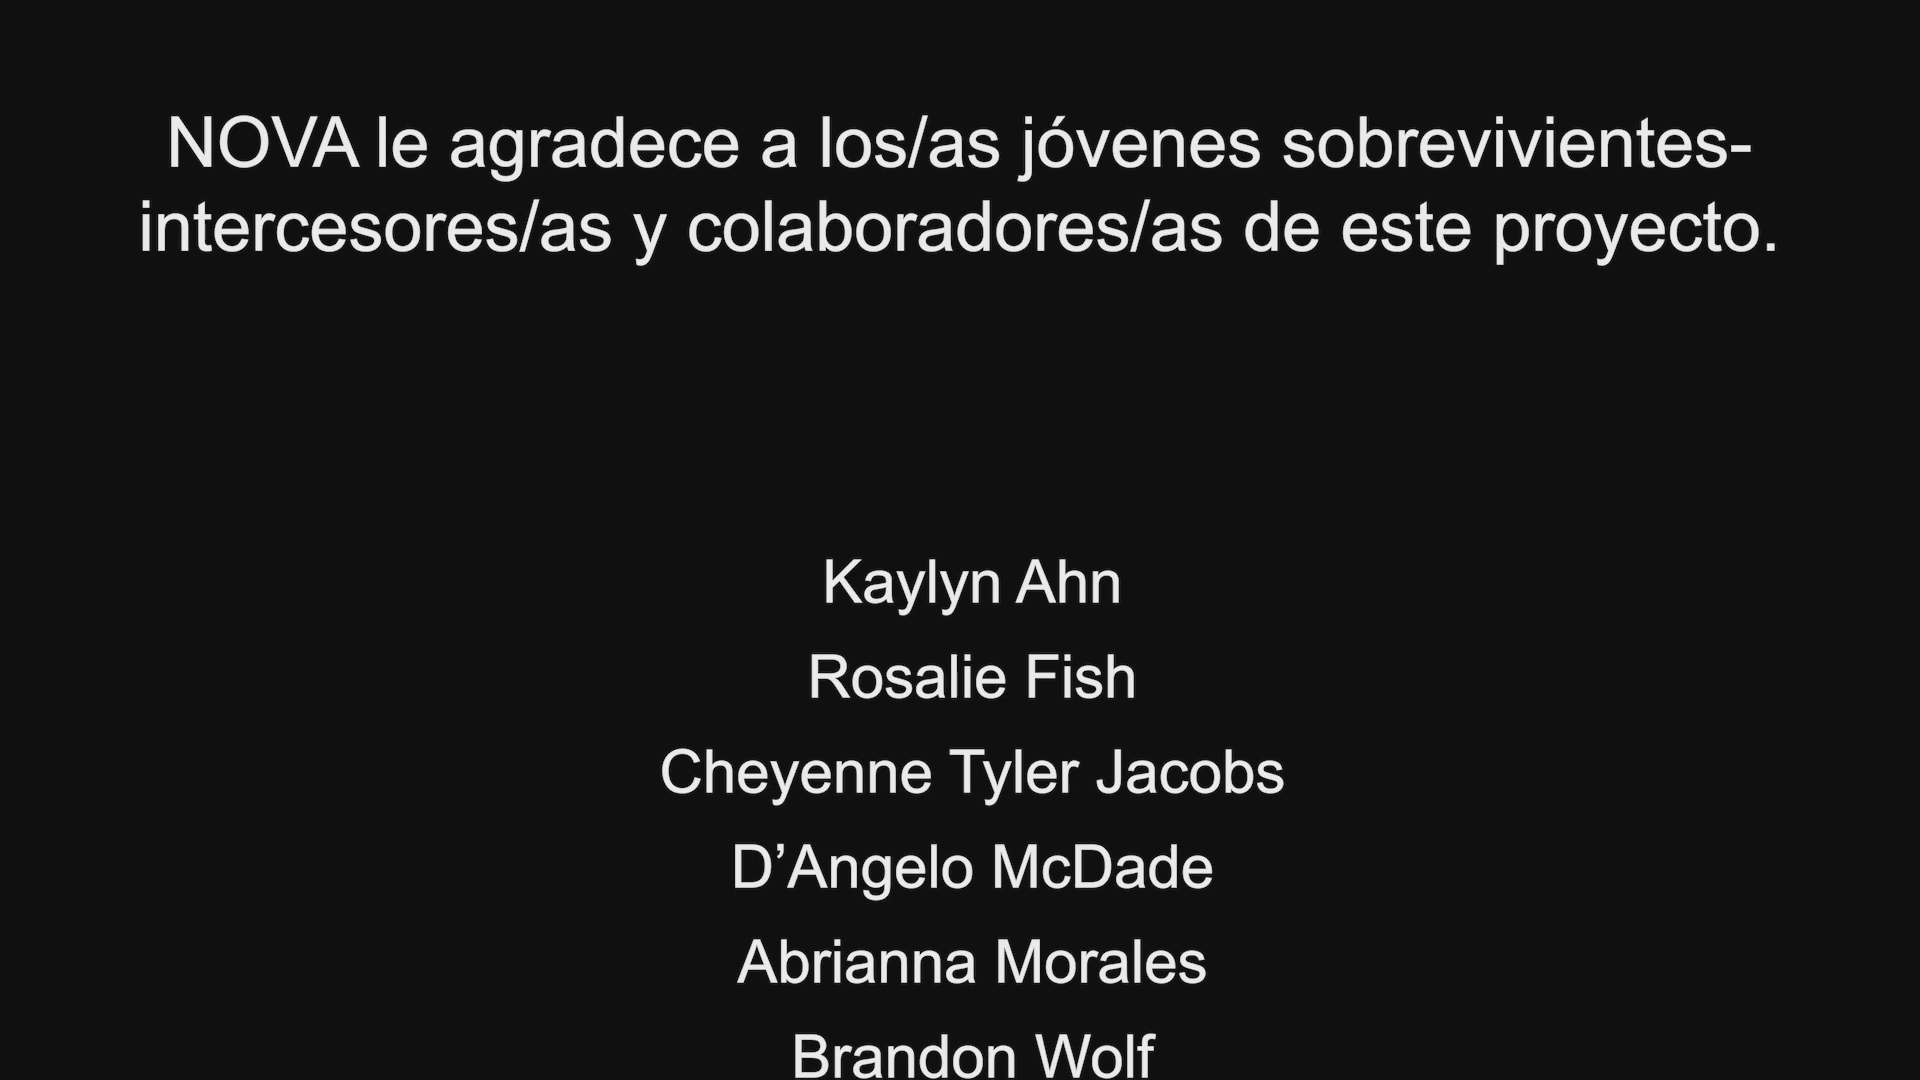 NOVA le agradece a los/as jóvenes sobrevivientes-
intercesores/as y colaboradores/as de este proyecto.
Kaylyn Ahn
Rosalie Fish
Cheyenne Tyler Jacobs
D’Angelo McDade
Abrianna Morales
Brandon Wolf